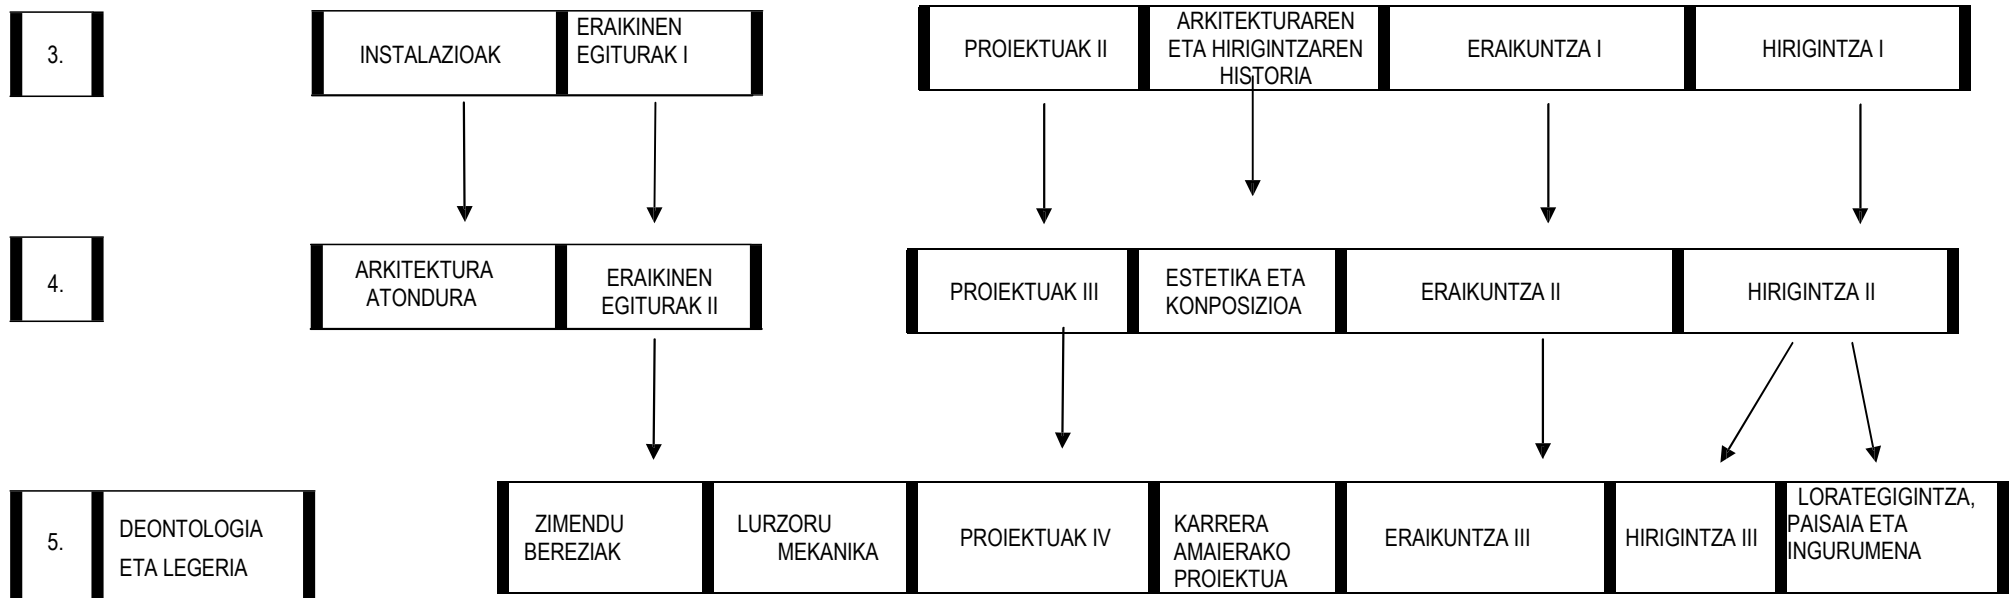 3.
INSTALAZIOAK
ERAIKINEN
EGITURAK I
PROIEKTUAK II
ARKITEKTURAREN
ETA HIRIGINTZAREN
HISTORIA
ERAIKUNTZA I
HIRIGINTZA I
4.
ARKITEKTURA
ATONDURA
ERAIKINEN
EGITURAK II
PROIEKTUAK III
ESTETIKA ETA
KONPOSIZIOA
ERAIKUNTZA II
HIRIGINTZA II
5.
DEONTOLOGIA
ETA LEGERIA
ZIMENDU
BEREZIAK
LURZORU
MEKANIKA
PROIEKTUAK IV
KARRERA
AMAIERAKO
PROIEKTUA
ERAIKUNTZA III
HIRIGINTZA III
LORATEGIGINTZA,
PAISAIA ETA
INGURUMENA